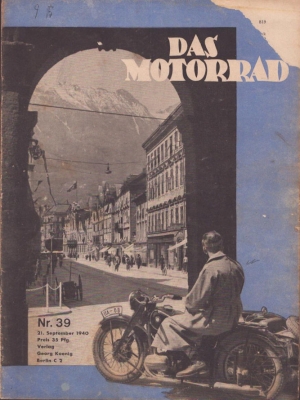 DAS
MOTORRAD
Nr. 39
21. September 1940
Preis 35 Pfg.
Verlag
Georg Koenig
Berlin C 2